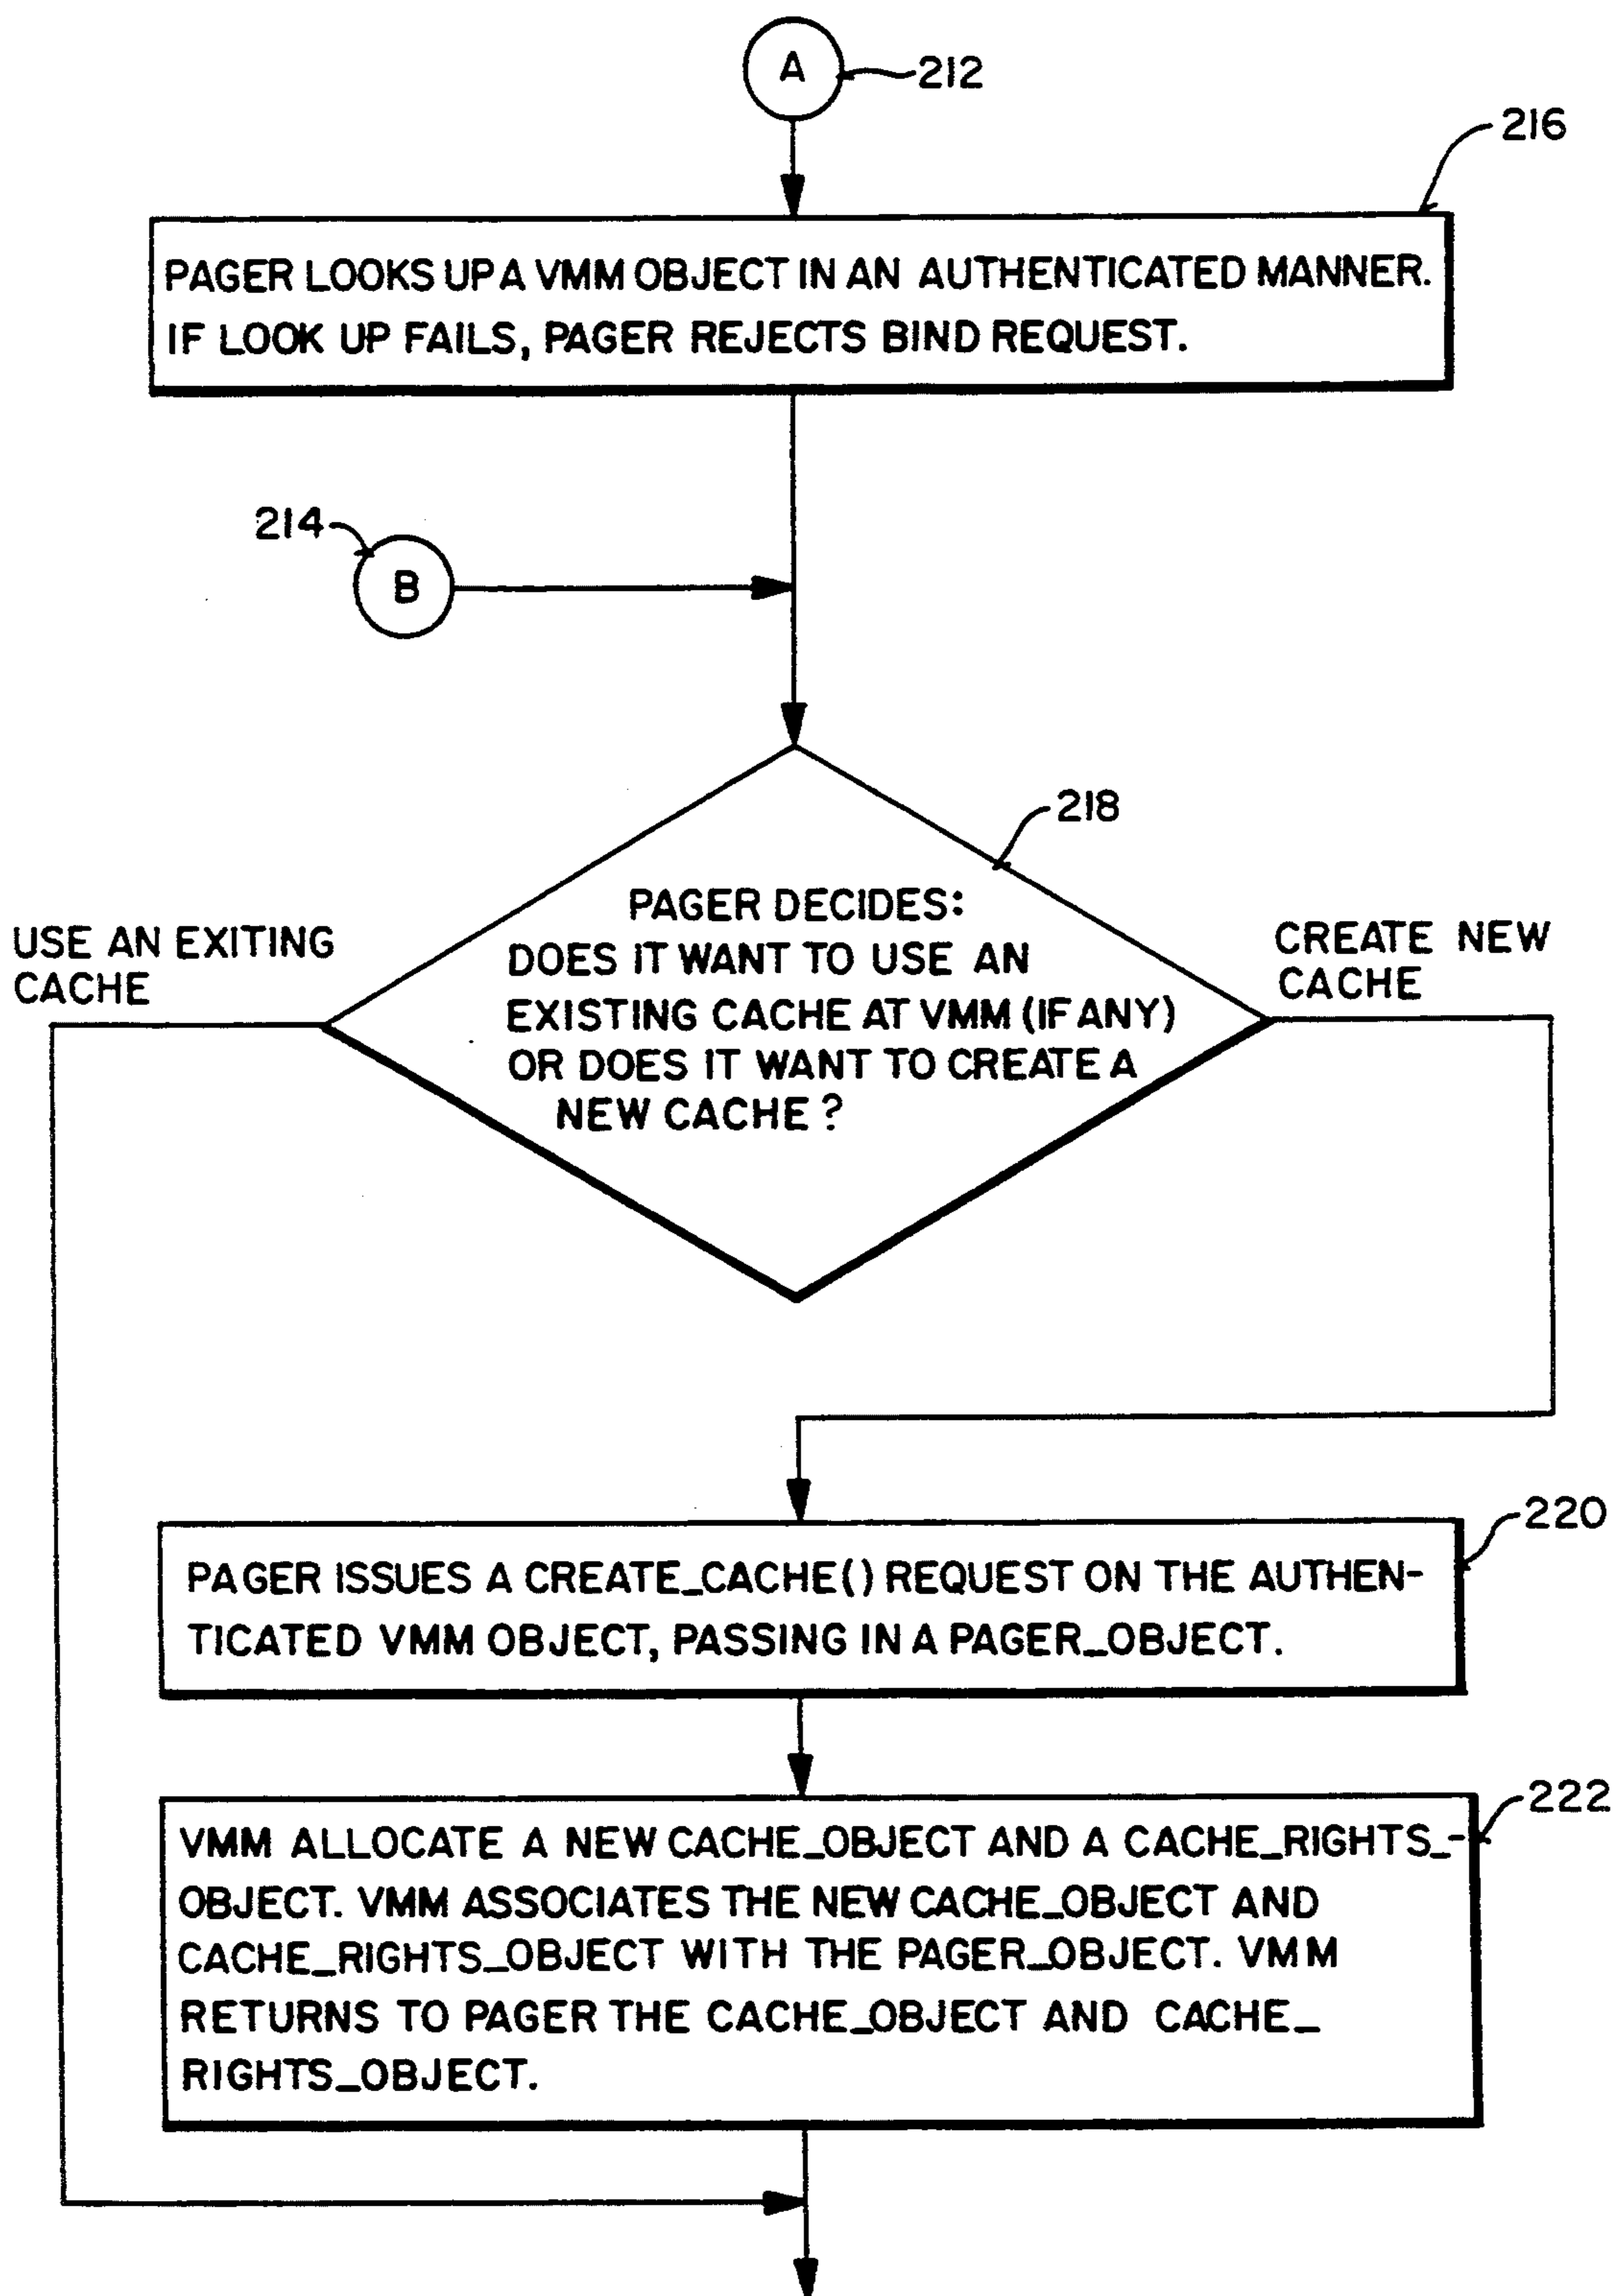 A
212
216
PAGER LOOKS UP A VMM OBJECT IN AN AUTHENTICATED MANNER.
IF LOOK UP FAILS, PAGER REJECTS BIND REQUEST.
214
B
218
PAGER DECIDES:
DOES IT WANT TO USE AN
EXISTING CACHE AT VMM (IF ANY)
OR DOES IT WANT TO CREATE A
NEW CACHE?
USE AN EXITING
CACHE
CREATE NEW
CACHE
220
PAGER ISSUES A CREATE_CACHE() REQUEST ON THE AUTHEN-
TICATED VMM OBJECT, PASSING IN A PAGER_OBJECT.
222
VMM ALLOCATE A NEW CACHE_OBJECT AND A CACHE_RIGHTS_-
OBJECT. VMM ASSOCIATES THE NEW CACHE_OBJECT AND
CACHE_RIGHTS_OBJECT WITH THE PAGER_OBJECT. VMM
RETURNS TO PAGER THE CACHE_OBJECT AND CACHE_
RIGHTS_OBJECT.